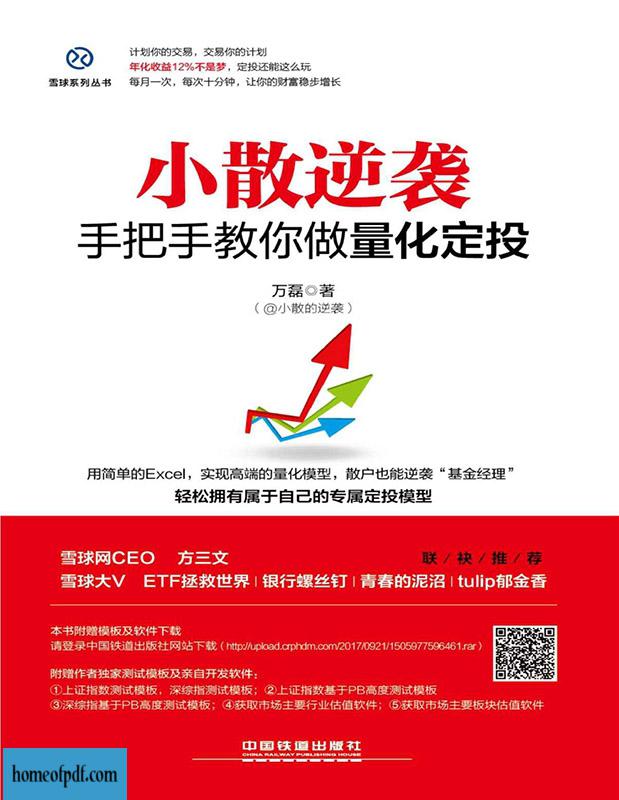 计划你的交易，交易你的计划
年化收益12%不是梦，定投还能这么玩
雪球系列丛书
每月一次，每次十分钟，让你的财富稳步增长
小散逆袭
手把手教你做量化定投
万磊◎著
（@小散的逆袭）
用简单的Excel，实现高端的量化模型，散户也能逆袭“基金经理”
轻松拥有属于自己的专属定投模型
雪球网CEO 方三文 联/袂/推/荐
雪球大V ETF拯救世界|银行螺丝钉|青春的泥沼|tulip郁金香
本书附赠模板及软件下载
请登录中国铁道出版社网站下载（http://upload.crphdm.com/2017/0921/1505977596461.rar）
附赠作者独家测试模板及亲自开发软件：
①上证指数测试模板，深综指测试模板；②上证指数基于PB高度测试模板
③深综指基于PB高度测试模板；④获取市场主要行业估值软件；⑤获取市场主要板块估值软件
中国铁道出版社
CHINA RAILWAY PUBLISHING HOUSE
homeofpdf.com